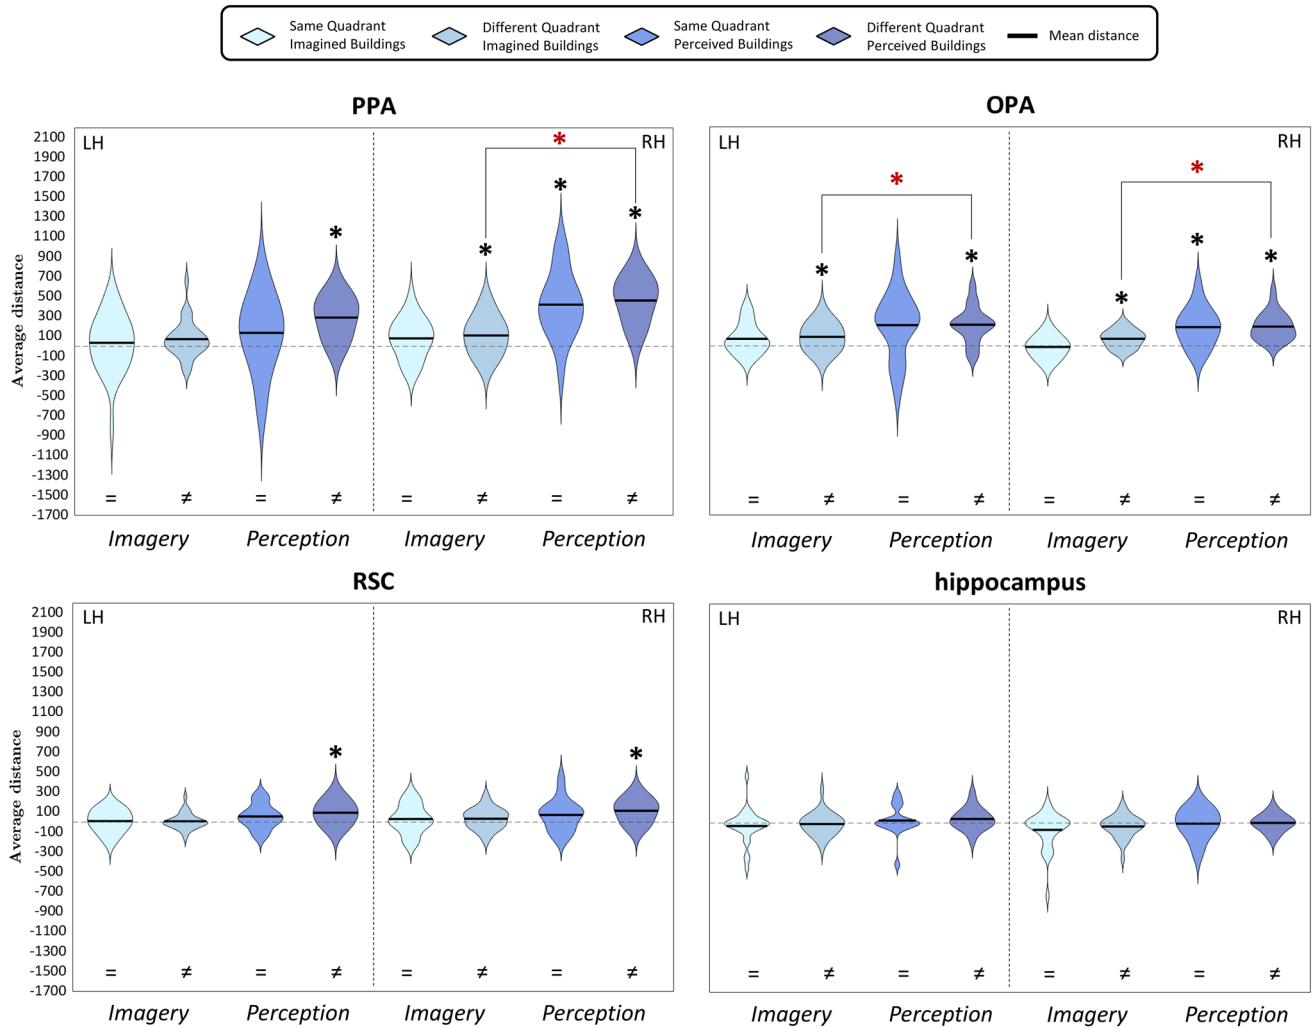 Same Quadrant
Imagined Buildings
Different Quadrant
Imagined Buildings
Same Quadrant
Perceived Buildings
Different Quadrant
Perceived Buildings
Mean distance
PPA
LH
RH
*
*
*
*
*
Average distance
2100
1900
1700
1500
1300
1100
900
700
500
300
100
-100
-300
-500
-700
-900
-1100
-1300
-1500
-1700
= ≠ = ≠ = ≠ = ≠
Imagery Perception Imagery Perception
OPA
LH
RH
*
*
*
*
*
*
*
= ≠ = ≠ = ≠ = ≠
Imagery Perception Imagery Perception
RSC
LH
RH
*
*
Average distance
2100
1900
1700
1500
1300
1100
900
700
500
300
100
-100
-300
-500
-700
-900
-1100
-1300
-1500
-1700
= ≠ = ≠ = ≠ = ≠
Imagery Perception Imagery Perception
hippocampus
LH
RH
= ≠ = ≠ = ≠ = ≠
Imagery Perception Imagery Perception